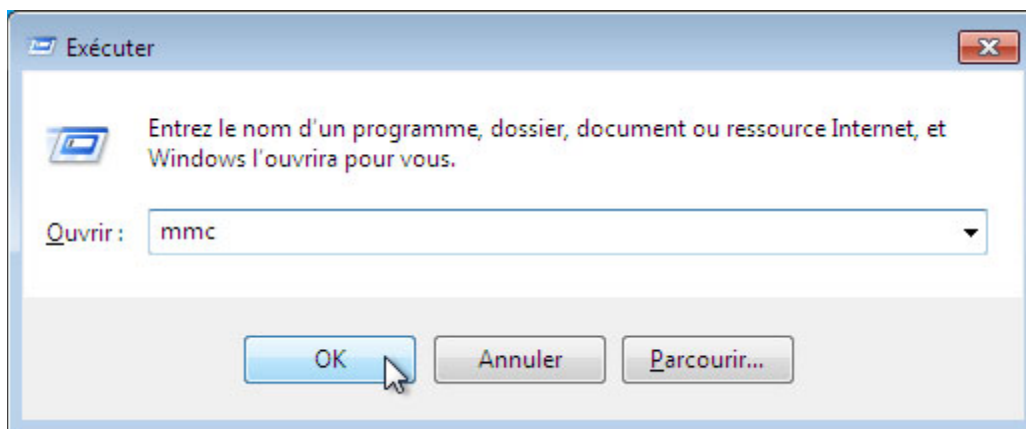 Exécuter
Entrez le nom d'un programme, dossier, document ou ressource Internet, et
Windows l'ouvrira pour vous.
Ouvrir : mmc
OK Annuler Parcourir...